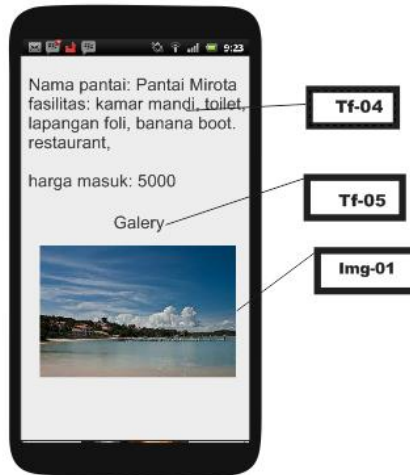 9:23
Nama pantai: Pantai Mirota
fasilitas: kamar mandi, toilet,
lapangan foli, banana boot.
restaurant,
harga masuk: 5000
Galery
Tf-04
Tf-05
Img-01